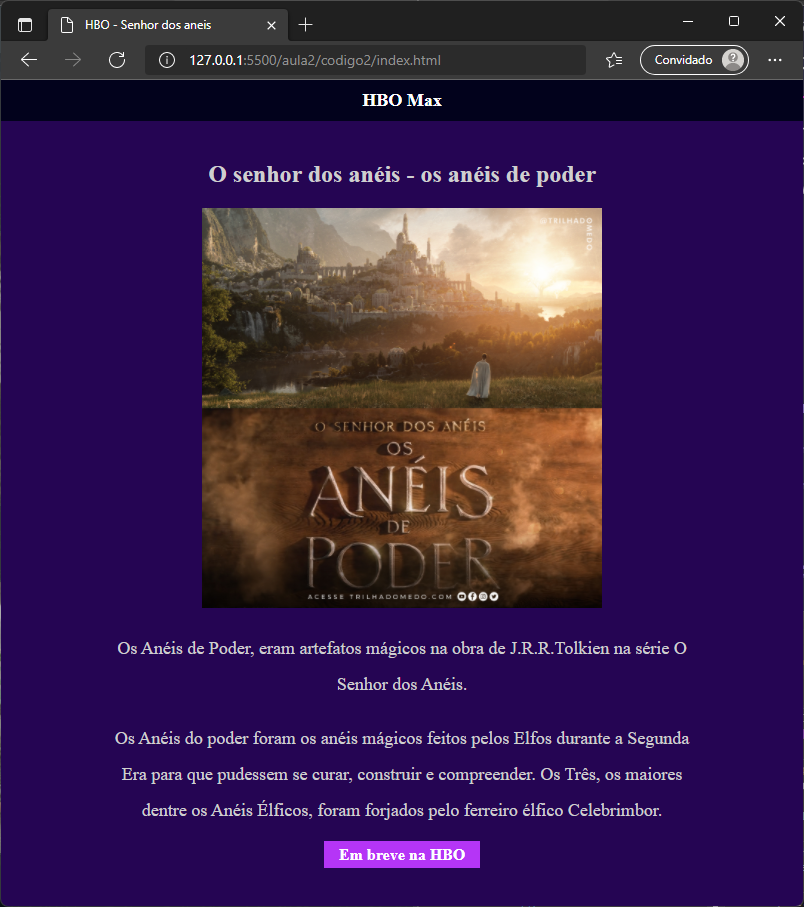 HBO - Senhor dos aneis
127.0.0.1:5500/aula2/codigo2/index.html
Convidado
HBO Max
O senhor dos anéis - os anéis de poder
@TRILHADOMEDO
O SENHOR DOS ANÉIS
OS
ANÉIS
DE
PODER
ACESSE TRILHADOMEDO.COM
Os Anéis de Poder, eram artefatos mágicos na obra de J.R.R.Tolkien na série O
Senhor dos Anéis.
Os Anéis do poder foram os anéis mágicos feitos pelos Elfos durante a Segunda
Era para que pudessem se curar, construir e compreender. Os Três, os maiores
dentre os Anéis Élficos, foram forjados pelo ferreiro élfico Celebrimbor.
Em breve na HBO